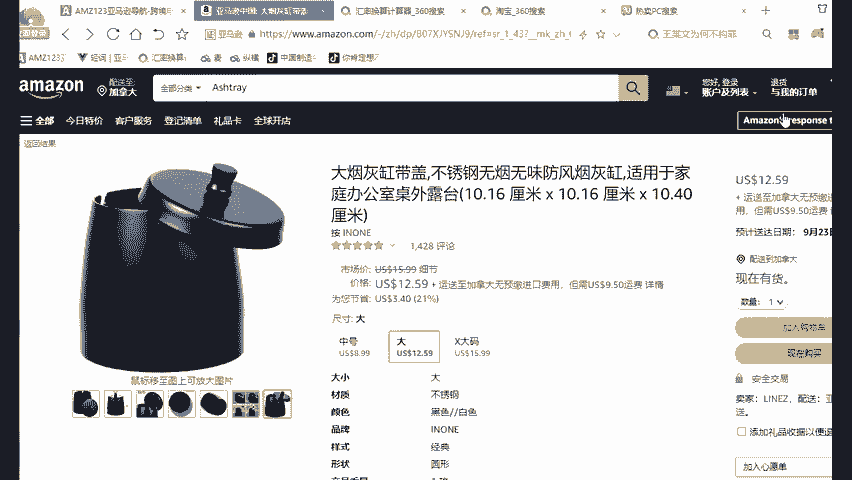 AMZ123亚马逊导航-跨境电
亚马逊中国: 大烟灰缸带盖
汇率换算计算器_360搜索
淘宝_360搜索
热卖PC搜索
亚马逊
https://www.amazon.com/-/zh/dp/B07XJYSNJ9/ref=sr_1_43?__mk_zh_
王菜文为何不构罪
AMZ123
汇率换算
纵横
中国制造
amazon
配送至:
加拿大
全部分类
Ashtray
您好, 登录
账户及列表
退货
与我的订单
全部
今日特价
客户服务
登记清单
礼品卡
全球开店
Amazon's response t
返回结果
大烟灰缸带盖,不锈钢无烟无味防风烟灰缸,适用于家
庭办公室桌外露台(10.16 厘米 x 10.16 厘米 x 10.40
厘米)
按 INONE
1,428 评论
市场价: US$15.99 细节
价格: US$12.59 + 运送至加拿大无预缴进口费用，但需US$9.50运费 详情
为您节省: US$3.40 (21%)
尺寸: 大
中号
US$8.99
大
US$12.59
X大码
US$15.99
大小 大
材质 不锈钢
颜色 黑色//白色
品牌 INONE
样式 经典
形状 圆形
鼠标移至图上可放大图片
US$12.59
+ 运送至加拿大无预缴进
用，但需US$9.50运费
预计送达日期： 9月23日
配送到加拿大
现在有货。
数量: 1
加入购物车
现在购买
安全交易
卖家: LINEZ，配送: 亚
送。
添加礼品收据以便退
加入心愿单